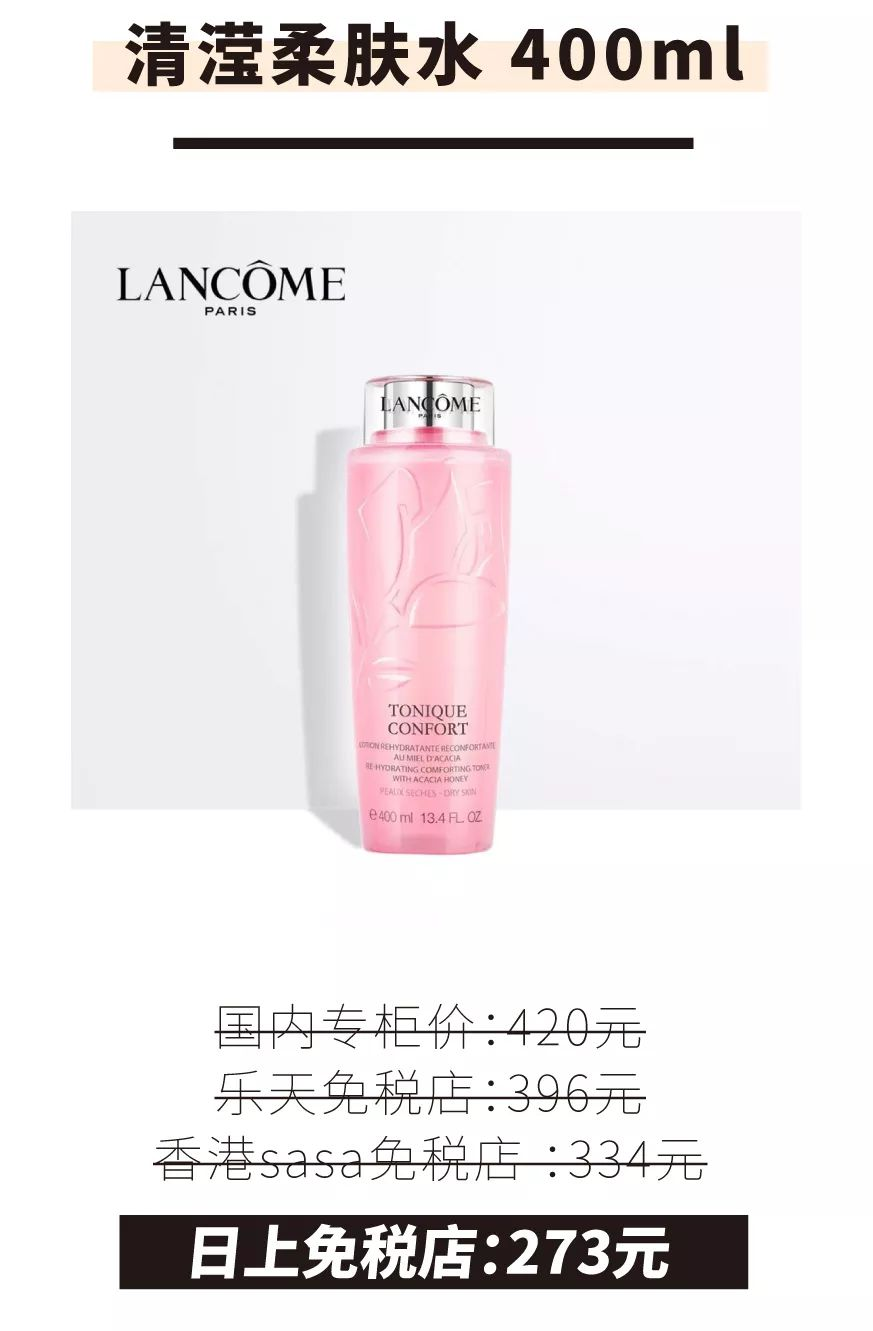 清滢柔肤水 400ml
LANCÔME
PARIS
LANCÔME
PARIS
TONIQUE
CONFORT
LOTION REHYDRATANTE RECONFORTANTE
AU MIEL D'ACACIA
RE-HYDRATING COMFORTING TONER
WITH ACACIA HONEY
PEAUX SECHES - DRY SKIN
e 400 ml 13.4 FL. OZ.
国内专柜价:420元
乐天免税店:396元
香港sasa免税店 :334元
日上免税店:273元